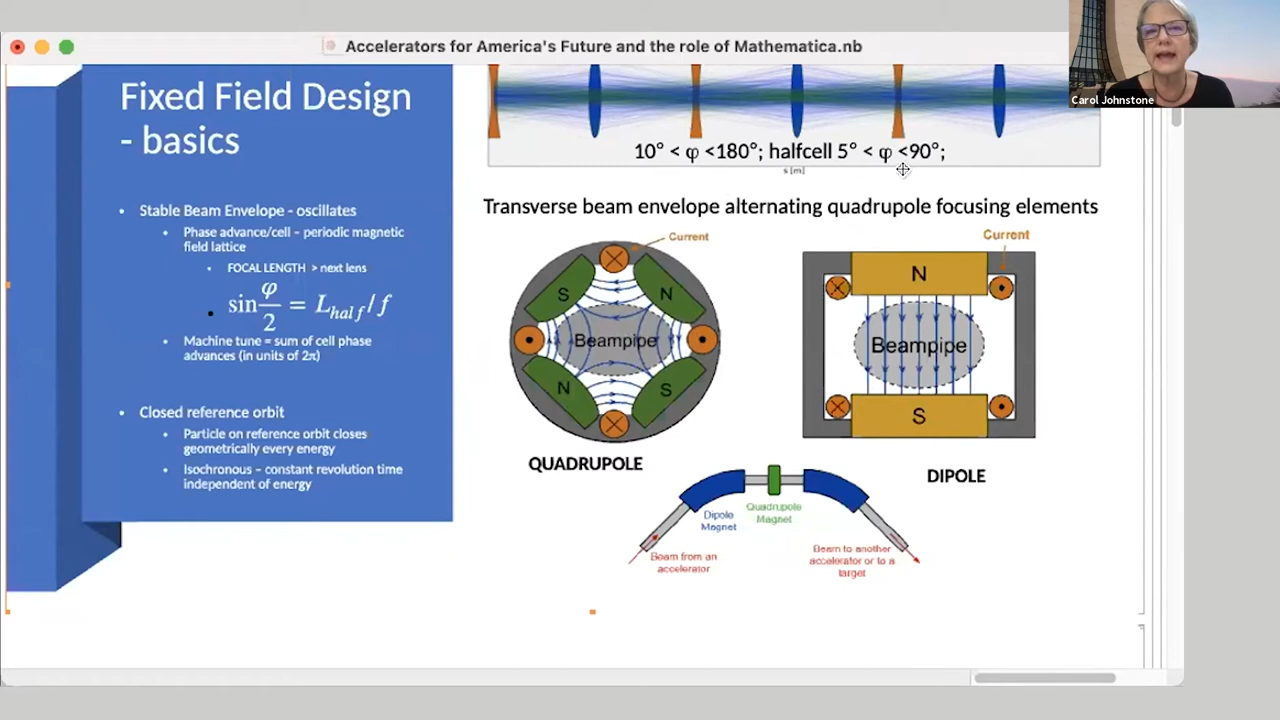 Accelerators for America's Future and the role of Mathematica.nb
Carol Johnstone
Fixed Field Design
- basics
• Stable Beam Envelope - oscillates
• Phase advance/cell – periodic magnetic
field lattice
• FOCAL LENGTH > next lens
• sin φ/2 = L_half/f
• Machine tune = sum of cell phase
advances (in units of 2π)
• Closed reference orbit
• Particle on reference orbit closes
geometrically every energy
• Isochronous – constant revolution time
independent of energy
10° < φ <180°; halfcell 5° < φ <90°;
s [m]
Transverse beam envelope alternating quadrupole focusing elements
Current
S
N
Beampipe
N
S
QUADRUPOLE
Current
N
Beampipe
S
DIPOLE
Dipole
Magnet
Quadrupole
Magnet
Beam from an
accelerator
Beam to another
accelerator or to a
target